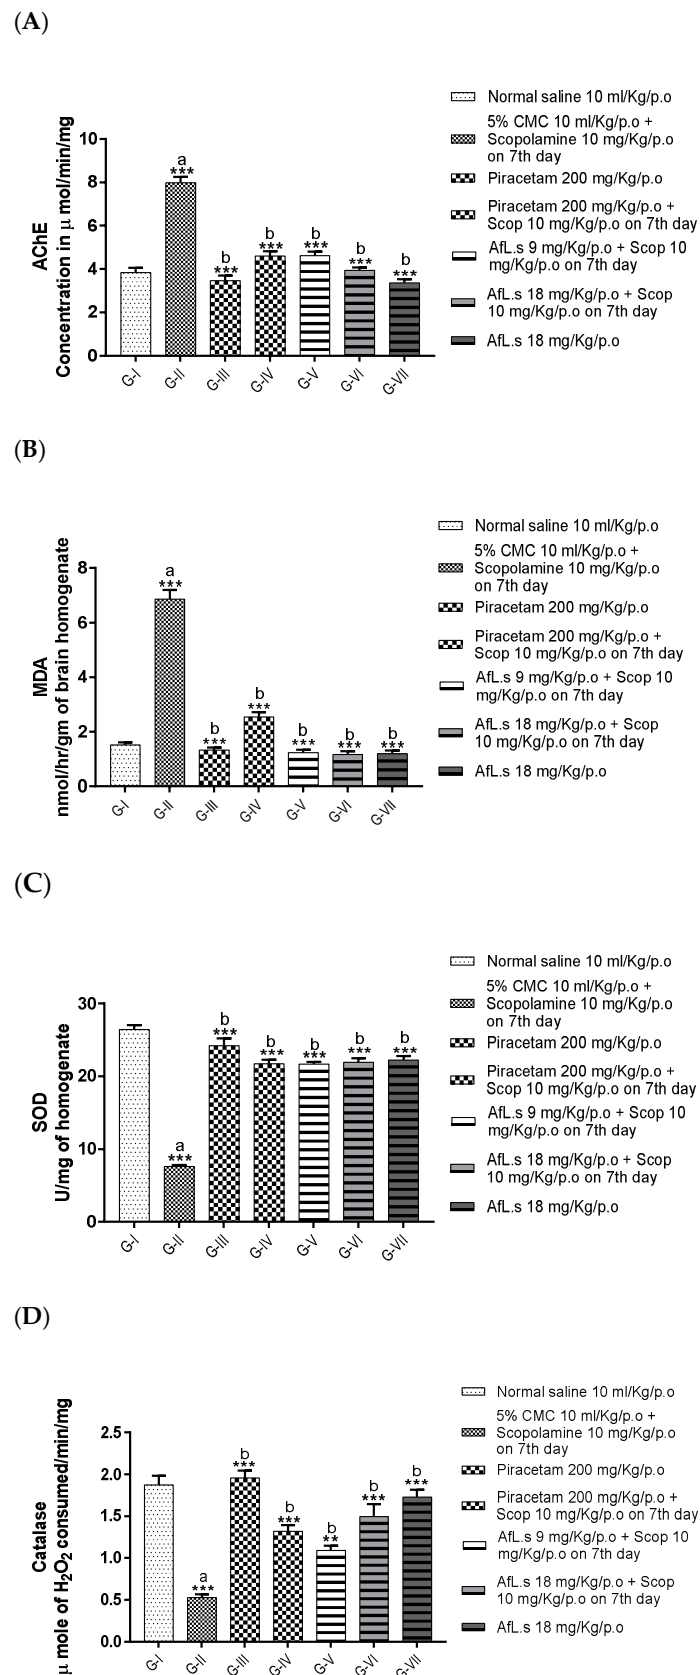 (A)
Normal saline 10 ml/Kg/p.o
5% CMC 10 ml/Kg/p.o +
Scopolamine 10 mg/Kg/p.o
on 7th day
Piracetam 200 mg/Kg/p.o
Piracetam 200 mg/Kg/p.o +
Scop 10 mg/Kg/p.o on 7th day
AfL.s 9 mg/Kg/p.o + Scop 10
mg/Kg/p.o on 7th day
AfL.s 18 mg/Kg/p.o + Scop
10 mg/Kg/p.o on 7th day
AfL.s 18 mg/Kg/p.o
AChE
Concentration in μ mol/min/mg
10
8
6
4
2
0
a
***
b
***
b
***
b
***
b
***
b
***
G-I
G-II
G-III
G-IV
G-V
G-VI
G-VII
(B)
Normal saline 10 ml/Kg/p.o
5% CMC 10 ml/Kg/p.o +
Scopolamine 10 mg/Kg/p.o
on 7th day
Piracetam 200 mg/Kg/p.o
Piracetam 200 mg/Kg/p.o +
Scop 10 mg/Kg/p.o on 7th day
AfL.s 9 mg/Kg/p.o + Scop 10
mg/Kg/p.o on 7th day
AfL.s 18 mg/Kg/p.o + Scop
10 mg/Kg/p.o on 7th day
AfL.s 18 mg/Kg/p.o
MDA
nmol/hr/gm of brain homogenate
8
6
4
2
0
a
***
b
***
b
***
b
***
b
***
b
***
G-I
G-II
G-III
G-IV
G-V
G-VI
G-VII
(C)
Normal saline 10 ml/Kg/p.o
5% CMC 10 ml/Kg/p.o +
Scopolamine 10 mg/Kg/p.o
on 7th day
Piracetam 200 mg/Kg/p.o
Piracetam 200 mg/Kg/p.o +
Scop 10 mg/Kg/p.o on 7th day
AfL.s 9 mg/Kg/p.o + Scop 10
mg/Kg/p.o on 7th day
AfL.s 18 mg/Kg/p.o + Scop
10 mg/Kg/p.o on 7th day
AfL.s 18 mg/Kg/p.o
SOD
U/mg of homogenate
30
20
10
0
a
***
b
***
b
***
b
***
b
***
b
***
G-I
G-II
G-III
G-IV
G-V
G-VI
G-VII
(D)
Normal saline 10 ml/Kg/p.o
5% CMC 10 ml/Kg/p.o +
Scopolamine 10 mg/Kg/p.o
on 7th day
Piracetam 200 mg/Kg/p.o
Piracetam 200 mg/Kg/p.o +
Scop 10 mg/Kg/p.o on 7th day
AfL.s 9 mg/Kg/p.o + Scop 10
mg/Kg/p.o on 7th day
AfL.s 18 mg/Kg/p.o + Scop
10 mg/Kg/p.o on 7th day
AfL.s 18 mg/Kg/p.o
Catalase
μ mole of H₂O₂ consumed/min/mg
2.5
2.0
1.5
1.0
0.5
0.0
a
***
b
***
b
***
b
**
b
***
b
***
G-I
G-II
G-III
G-IV
G-V
G-VI
G-VII